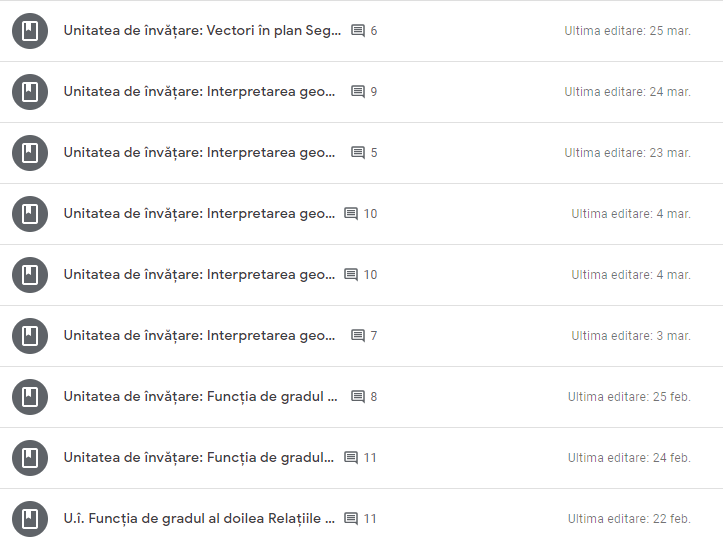 Unitatea de învățare: Vectori în plan Seg... 6 Ultima editare: 25 mar.
Unitatea de învățare: Interpretarea geo... 9 Ultima editare: 24 mar.
Unitatea de învățare: Interpretarea geo... 5 Ultima editare: 23 mar.
Unitatea de învățare: Interpretarea geo... 10 Ultima editare: 4 mar.
Unitatea de învățare: Interpretarea geo... 10 Ultima editare: 4 mar.
Unitatea de învățare: Interpretarea geo... 7 Ultima editare: 3 mar.
Unitatea de învățare: Funcția de gradul ... 8 Ultima editare: 25 feb.
Unitatea de învățare: Funcția de gradul... 11 Ultima editare: 24 feb.
U.î. Funcția de gradul al doilea Relațiile ... 11 Ultima editare: 22 feb.